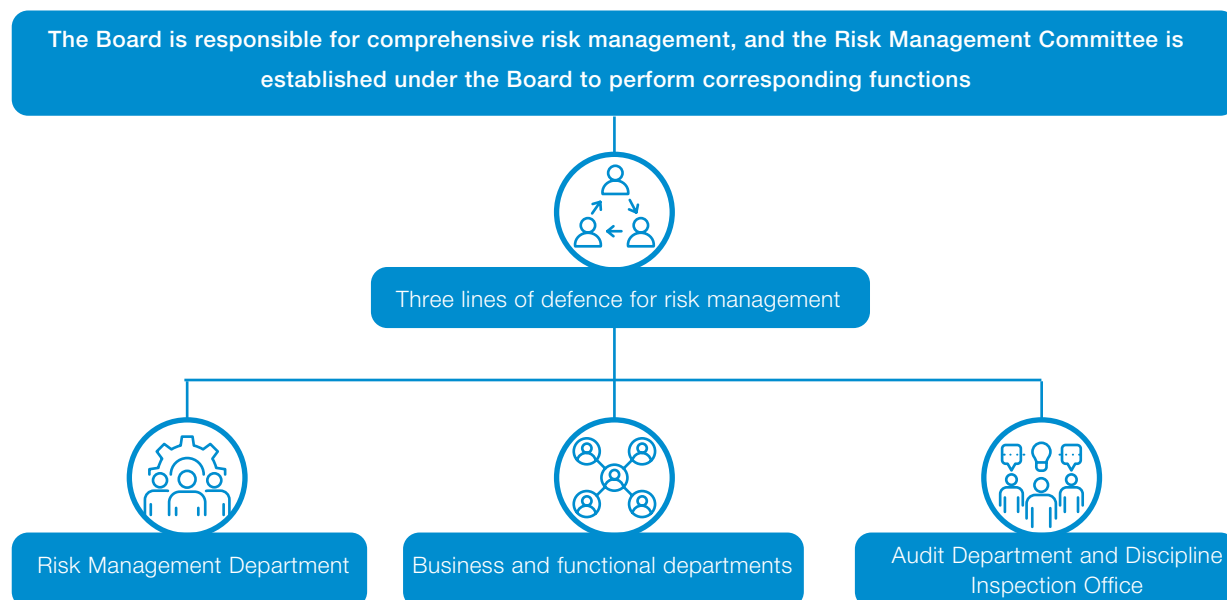 The Board is responsible for comprehensive risk management, and the Risk Management Committee is
established under the Board to perform corresponding functions
Three lines of defence for risk management
Risk Management Department
Business and functional departments
Audit Department and Discipline
Inspection Office